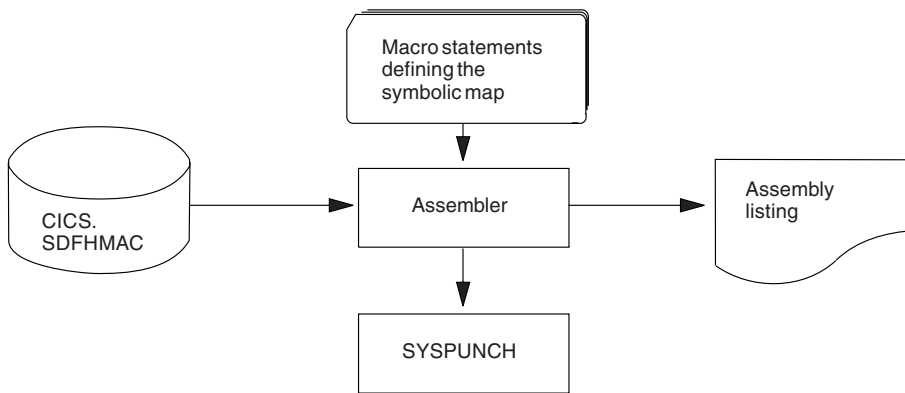 Macro statements
defining the
symbolic map
CICS.
SDFHMAC
Assembler
Assembly
listing
SYSPUNCH